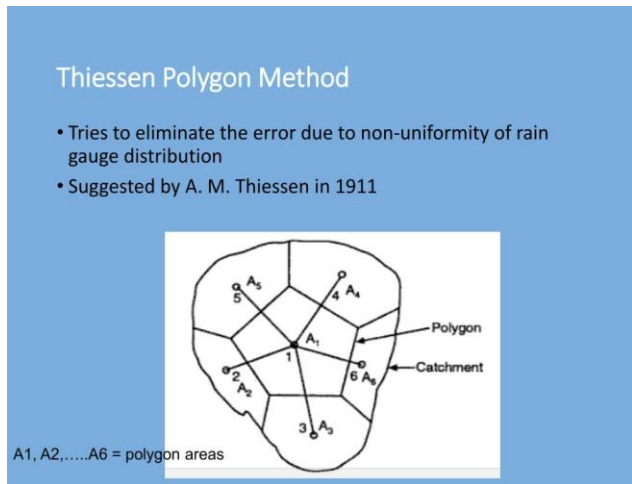 Thiessen Polygon Method
• Tries to eliminate the error due to non-uniformity of rain
gauge distribution
• Suggested by A. M. Thiessen in 1911
5 A₅
4 A₄
Polygon
A₁
1
Catchment
2
A₂
6 A₆
3 A₃
A1, A2,.....A6 = polygon areas